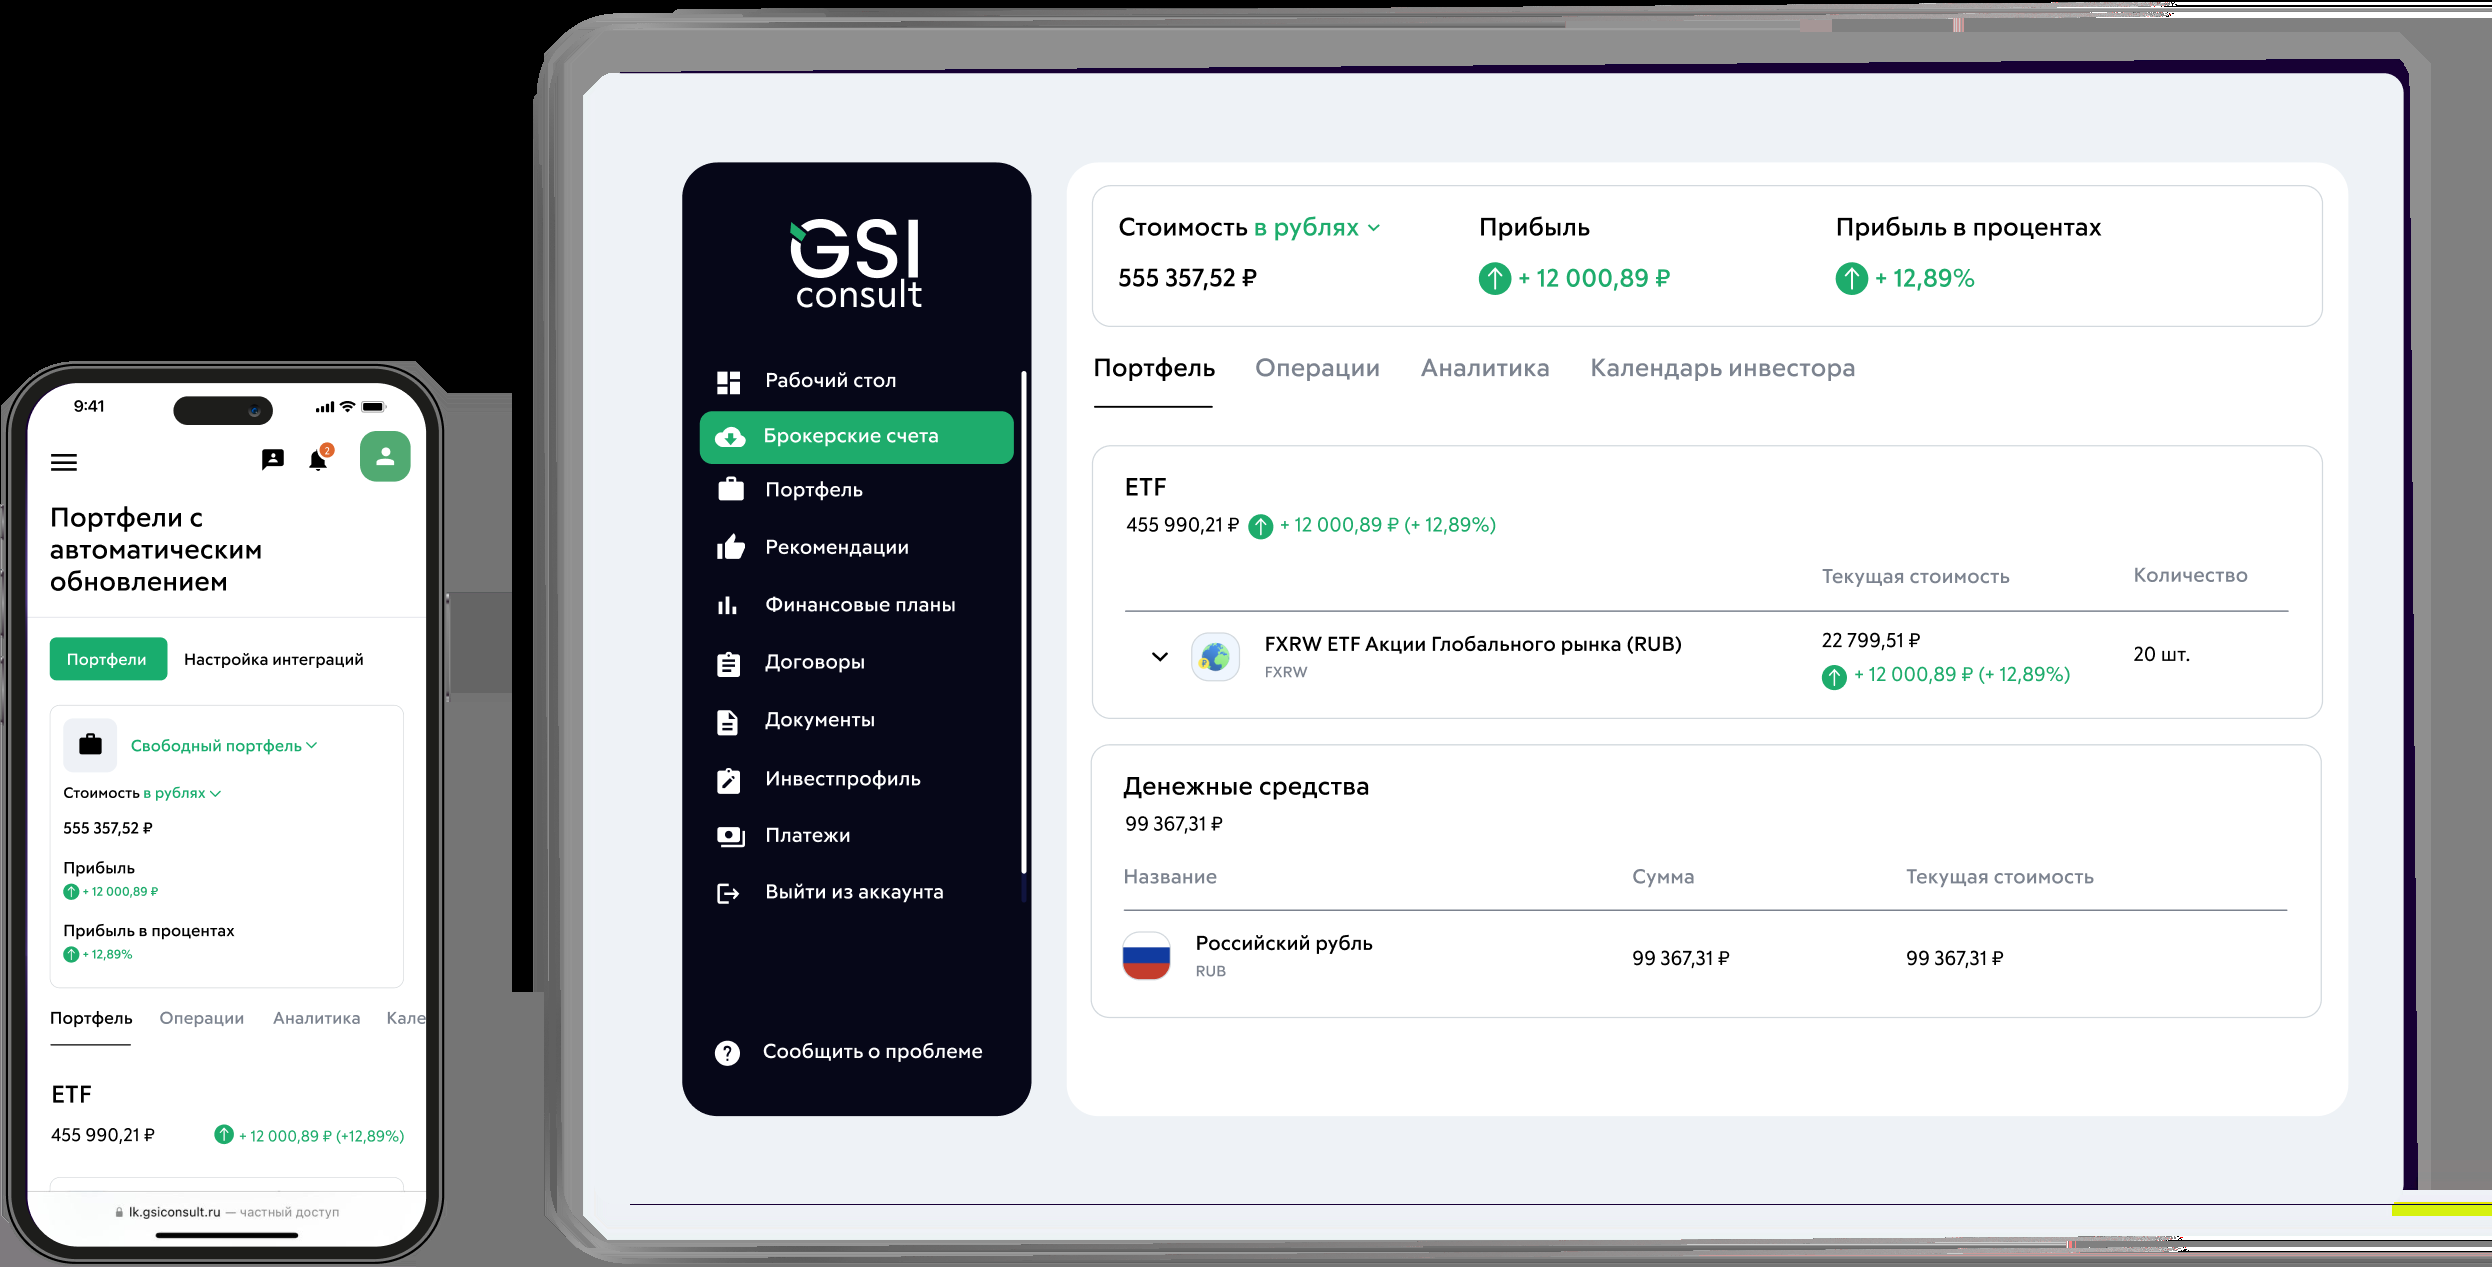 9:41
2
Портфели с
автоматическим
обновлением
Портфели
Настройка интеграций
Свободный портфель
Стоимость в рублях
555 357,52 ₽
Прибыль
+ 12 000,89 ₽
Прибыль в процентах
+ 12,89%
Портфель Операции Аналитика Кале
ETF
455 990,21 ₽ + 12 000,89 ₽ (+12,89%)
lk.gsiconsult.ru — частный доступ
GSI
consult
Рабочий стол
Брокерские счета
Портфель
Рекомендации
Финансовые планы
Договоры
Документы
Инвестпрофиль
Платежи
Выйти из аккаунта
Сообщить о проблеме
Стоимость в рублях Прибыль Прибыль в процентах
555 357,52 ₽ + 12 000,89 ₽ + 12,89%
Портфель Операции Аналитика Календарь инвестора
ETF
455 990,21 ₽ + 12 000,89 ₽ (+ 12,89%)
Текущая стоимость Количество
FXRW ETF Акции Глобального рынка (RUB)
FXRW
22 799,51 ₽
+ 12 000,89 ₽ (+ 12,89%)
20 шт.
Денежные средства
99 367,31 ₽
Название Сумма Текущая стоимость
Российский рубль
RUB
99 367,31 ₽ 99 367,31 ₽